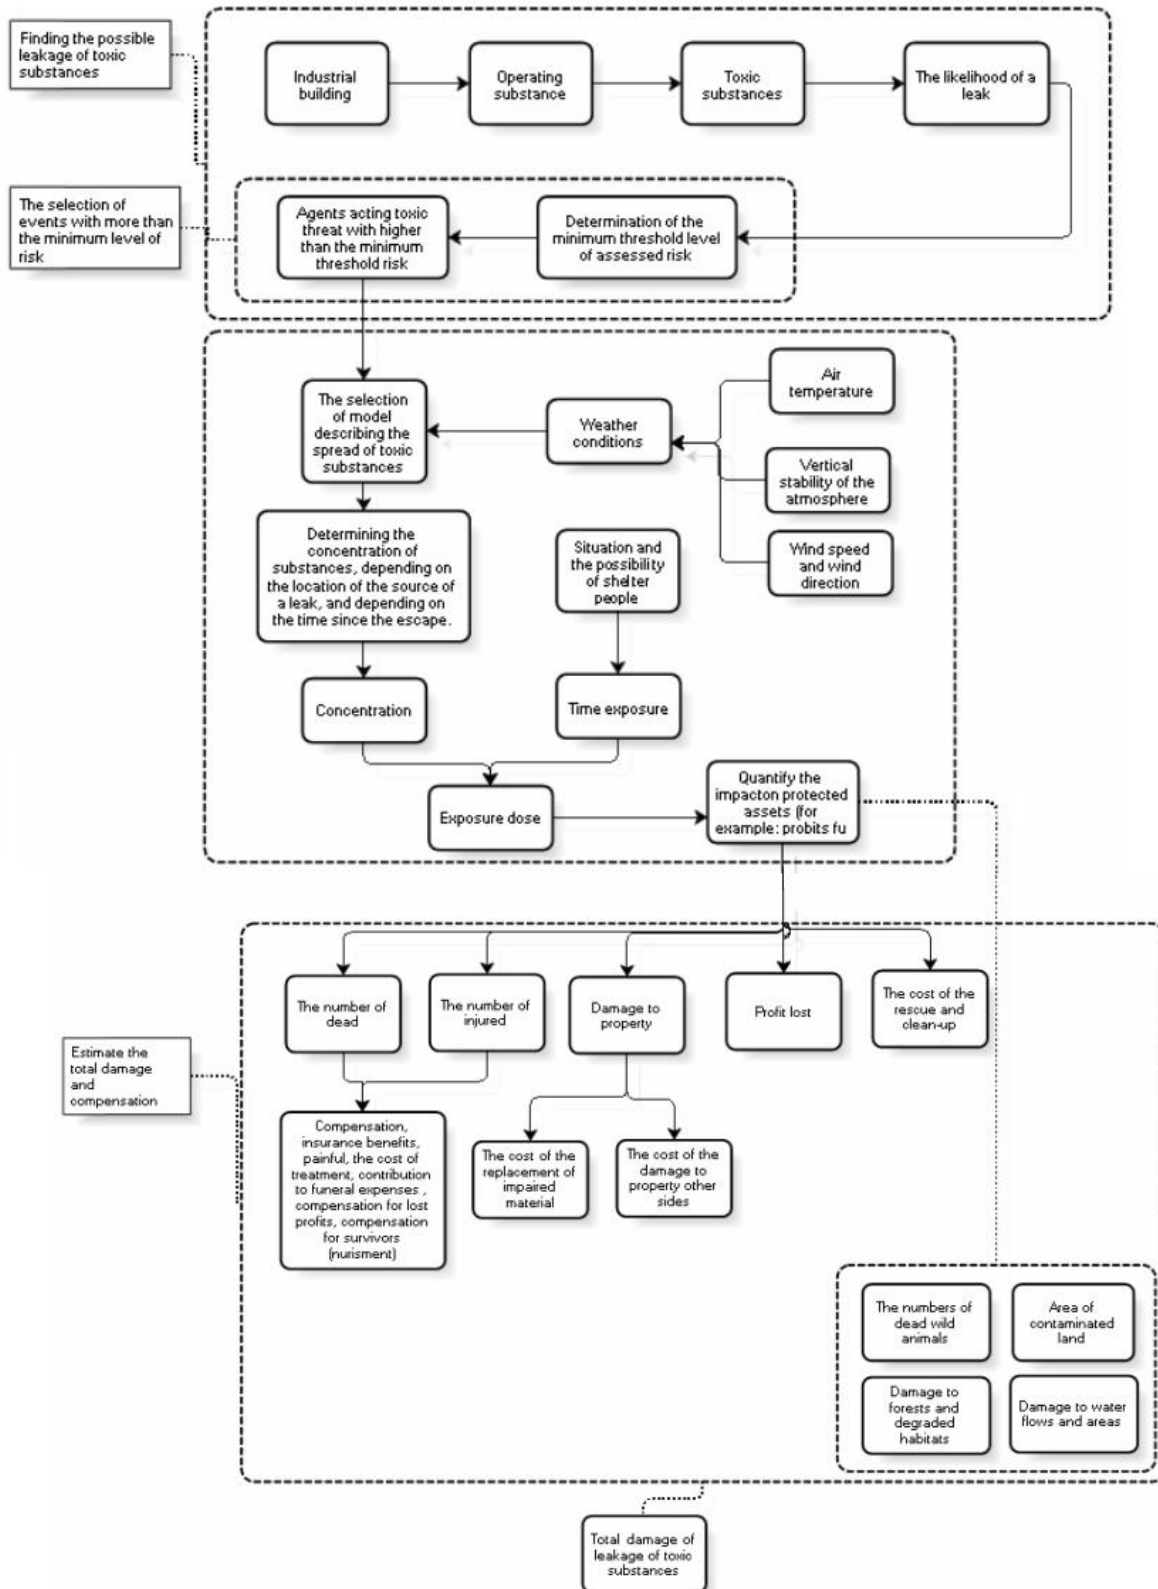 Finding the possible
leakage of toxic
substances
Industrial
building
Operating
substance
Toxic
substances
The likelihood of a
leak
The selection of
events with more than
the minimum level of
risk
Agents acting toxic
threat with higher
than the minimum
threshold risk
Determination of the
minimum threshold level
of assessed risk
The selection
of model
describing the
spread of toxic
substances
Weather
conditions
Air
temperature
Vertical
stability of the
atmosphere
Wind speed
and wind
direction
Determining the
concentration of
substances, depending on
the location of the source of
a leak, and depending on
the time since the escape.
Situation and
the possibility
of shelter
people
Concentration
Time exposure
Exposure dose
Quantify the
impacton protected
assets (for
example: probits fu
The number of
dead
The number of
injured
Damage to
property
Profit lost
The cost of the
rescue and
clean-up
Estimate the
total damage
and
compensation
Compensation,
insurance benefits,
painful, the cost of
treatment, contribution
to funeral expenses ,
compensation for lost
profits, compensation
for survivors
(nurisment)
The cost of the
replacement of
impaired
material
The cost of the
damage to
property other
sides
The numbers of
dead wild
animals
Area of
contaminated
land
Damage to
forests and
degraded
habitats
Damage to water
flows and areas
Total damage of
leakage of toxic
substances